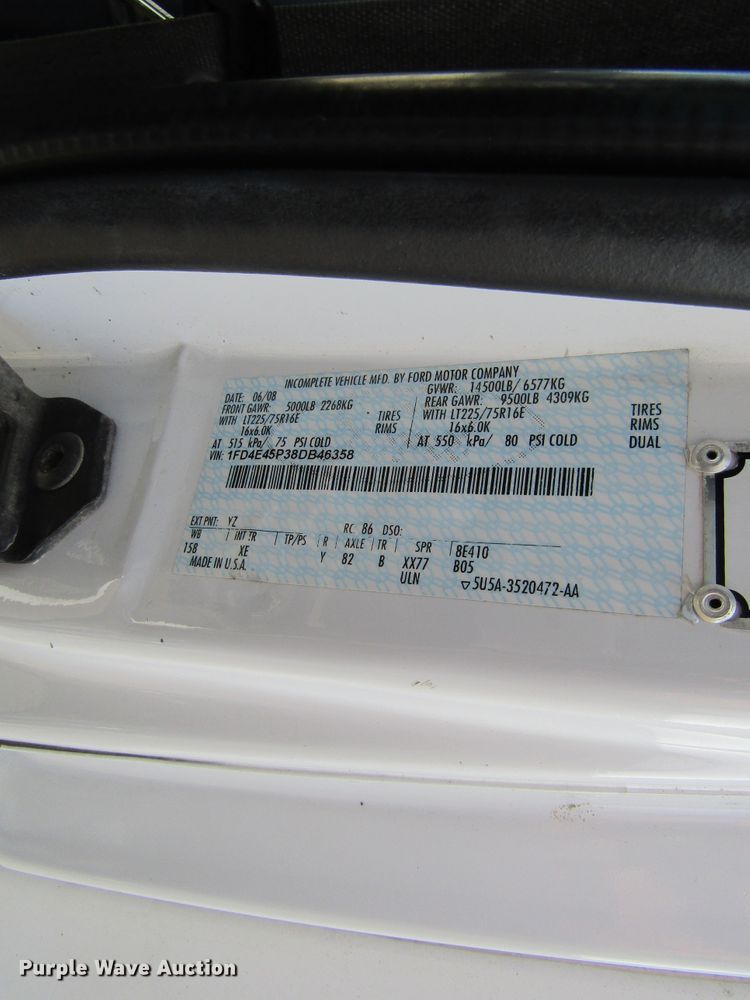 INCOMPLETE VEHICLE MFD. BY FORD MOTOR COMPANY
DATE: 06/08 GVWR: 14500LB/ 6577KG
FRONT GAWR: 5000LB 2268KG REAR GAWR: 9500LB 4309KG
WITH LT225/75R16E TIRES WITH LT225/75R16E TIRES
16x6.0K RIMS 16x6.0K RIMS
AT 515 kPa/ 75 PSI COLD AT 550 kPa/ 80 PSI COLD DUAL
VIN: 1FD4E45P38DB46358
EXT PNT: YZ RC: 86 DSO:
WB INT TR TP/PS R AXLE TR SPR 8E410
158 XE Y 82 B XX77 B05
MADE IN U.S.A. ULN 5U5A-3520472-AA
Purple Wave Auction